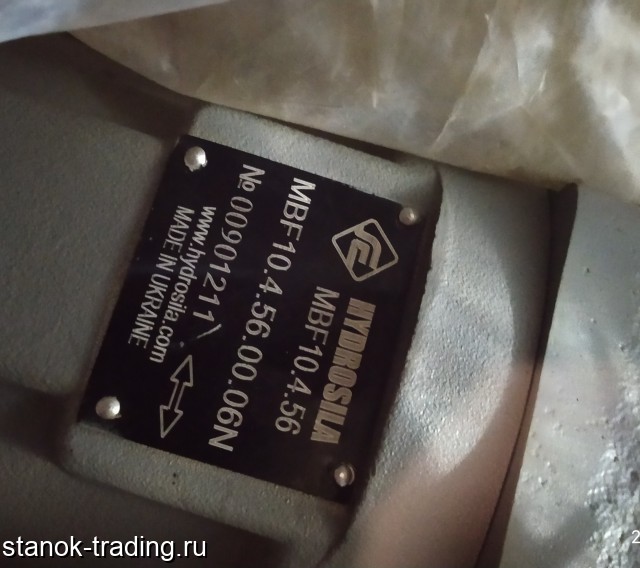 HYDROSILA
MBF10.4.56
MBF10.4.56.00.06N
№ 00901211
www.hydrosila.com
MADE IN UKRAINE
stanok-trading.ru
2